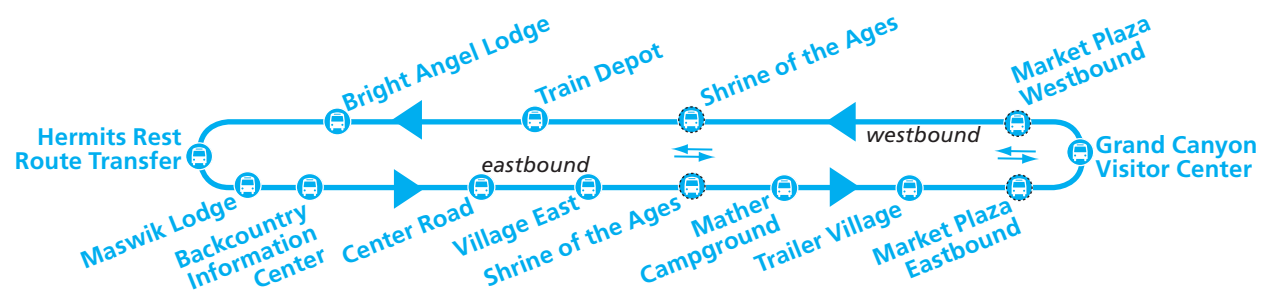 Bright Angel Lodge
Train Depot
Shrine of the Ages
Market Plaza
Westbound
Hermits Rest
Route Transfer
eastbound
westbound
Grand Canyon
Visitor Center
Maswik Lodge
Backcountry
Information
Center
Center Road
Village East
Shrine of the Ages
Mather
Campground
Trailer Village
Market Plaza
Eastbound